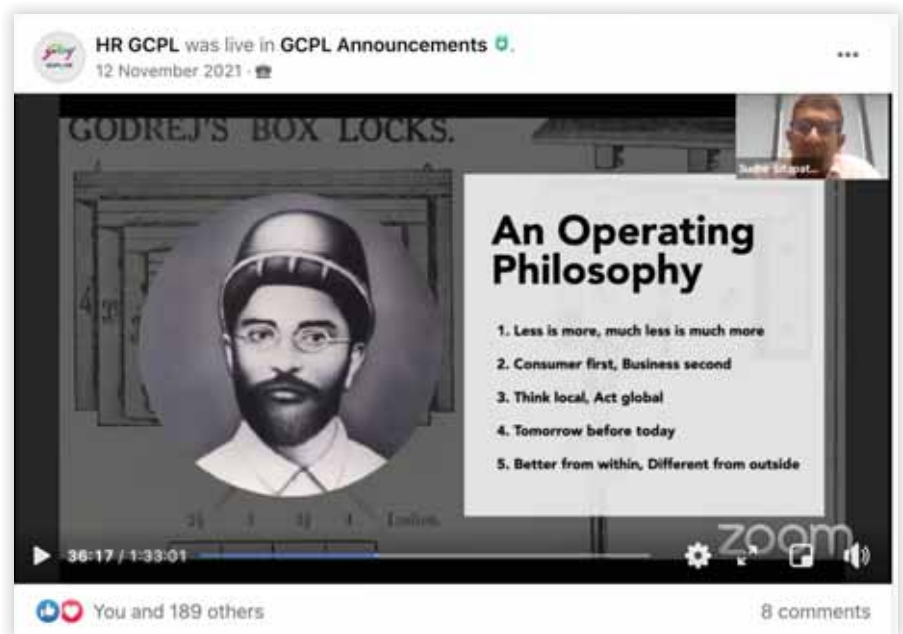 HR GCPL was live in GCPL Announcements
12 November 2021
GODREJ'S BOX LOCKS.
Sudhir Sitapat...
An Operating
Philosophy
1. Less is more, much less is much more
2. Consumer first, Business second
3. Think local, Act global
4. Tomorrow before today
5. Better from within, Different from outside
zoom
36:17 / 1:33:01
You and 189 others
8 comments